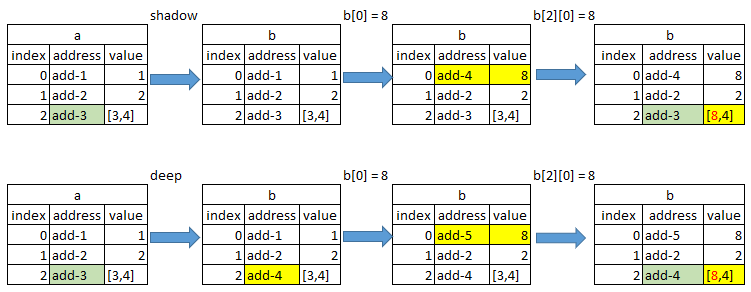 shadow b[0] = 8 b[2][0] = 8
a b b b
index address value index address value index address value index address value
0 add-1 1 0 add-1 1 0 add-4 8 0 add-4 8
1 add-2 2 1 add-2 2 1 add-2 2 1 add-2 2
2 add-3 [3,4] 2 add-3 [3,4] 2 add-3 [3,4] 2 add-3 [8,4]
deep b[0] = 8 b[2][0] = 8
a b b b
index address value index address value index address value index address value
0 add-1 1 0 add-1 1 0 add-5 8 0 add-5 8
1 add-2 2 1 add-2 2 1 add-2 2 1 add-2 2
2 add-3 [3,4] 2 add-4 [3,4] 2 add-4 [3,4] 2 add-4 [8,4]